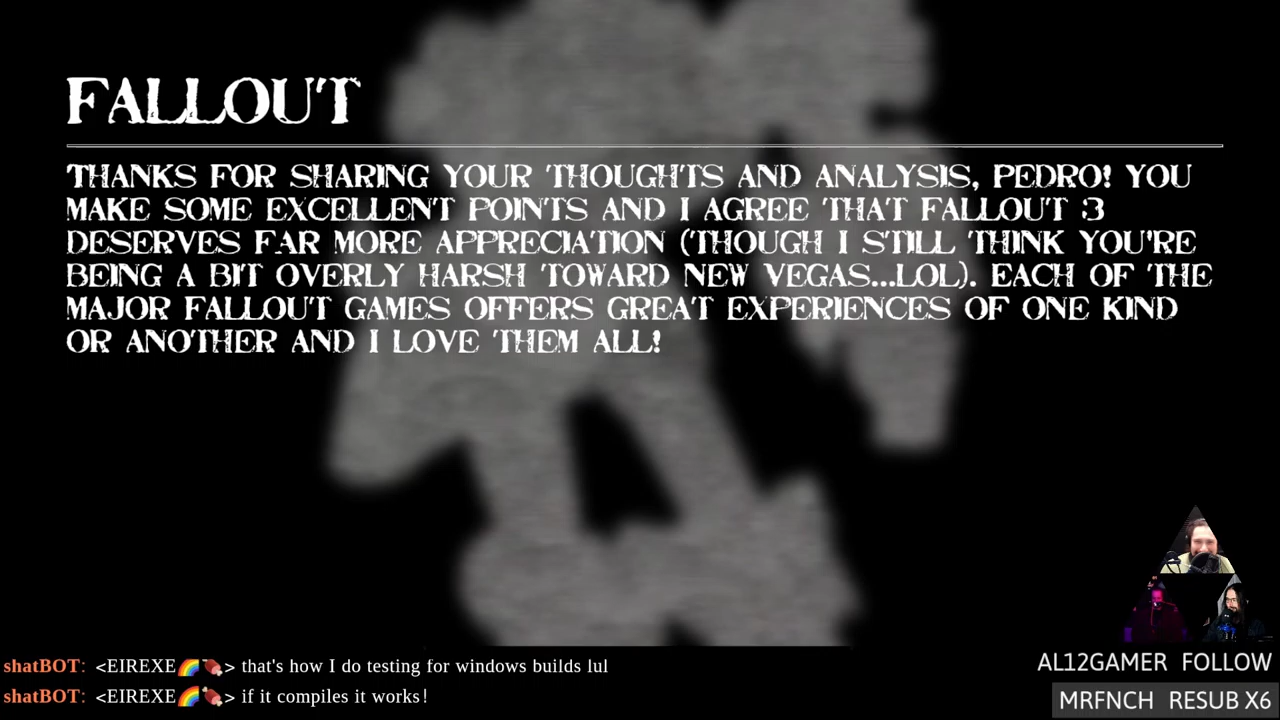 FALLOUT
THANKS FOR SHARING YOUR THOUGHTS AND ANALYSIS, PEDRO! YOU
MAKE SOME EXCELLENT POINTS AND I AGREE THAT FALLOUT 3
DESERVES FAR MORE APPRECIATION (THOUGH I STILL THINK YOU'RE
BEING A BIT OVERLY HARSH TOWARD NEW VEGAS...LOL). EACH OF THE
MAJOR FALLOUT GAMES OFFERS GREAT EXPERIENCES OF ONE KIND
OR ANOTHER AND I LOVE THEM ALL!
shatBOT: <EIREXE🌈🍖> that's how I do testing for windows builds lul
shatBOT: <EIREXE🌈🍖> if it compiles it works!
AL12GAMER FOLLOW
MRFNCH RESUB X6